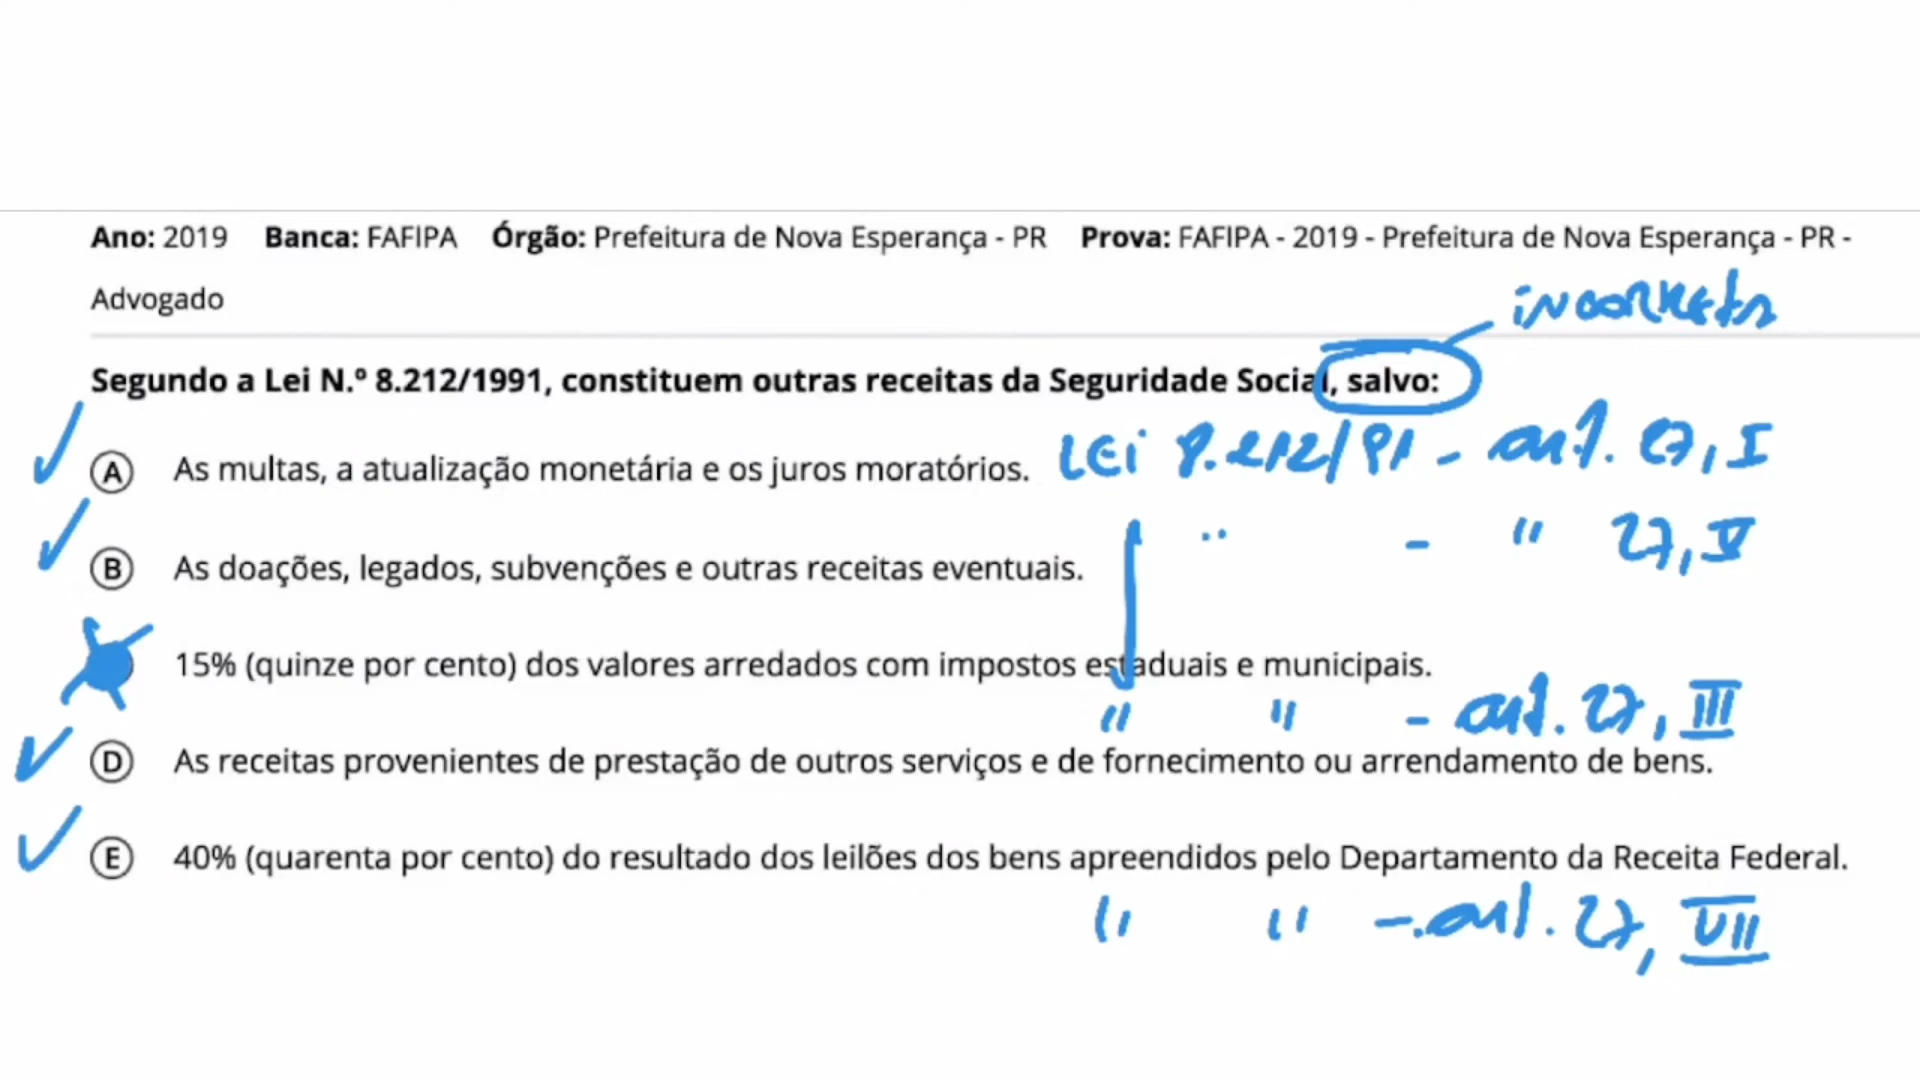 Ano: 2019 Banca: FAFIPA Órgão: Prefeitura de Nova Esperança - PR Prova: FAFIPA - 2019 - Prefeitura de Nova Esperança - PR -
Advogado
incorreta
Segundo a Lei N.º 8.212/1991, constituem outras receitas da Seguridade Social, salvo:
A As multas, a atualização monetária e os juros moratórios. LEi 8.212/91 - art. 27, I
" - " 27, V
B As doações, legados, subvenções e outras receitas eventuais.
15% (quinze por cento) dos valores arredados com impostos estaduais e municipais.
" " - art. 27, III
D As receitas provenientes de prestação de outros serviços e de fornecimento ou arrendamento de bens.
E 40% (quarenta por cento) do resultado dos leilões dos bens apreendidos pelo Departamento da Receita Federal.
" " - art. 27, VII